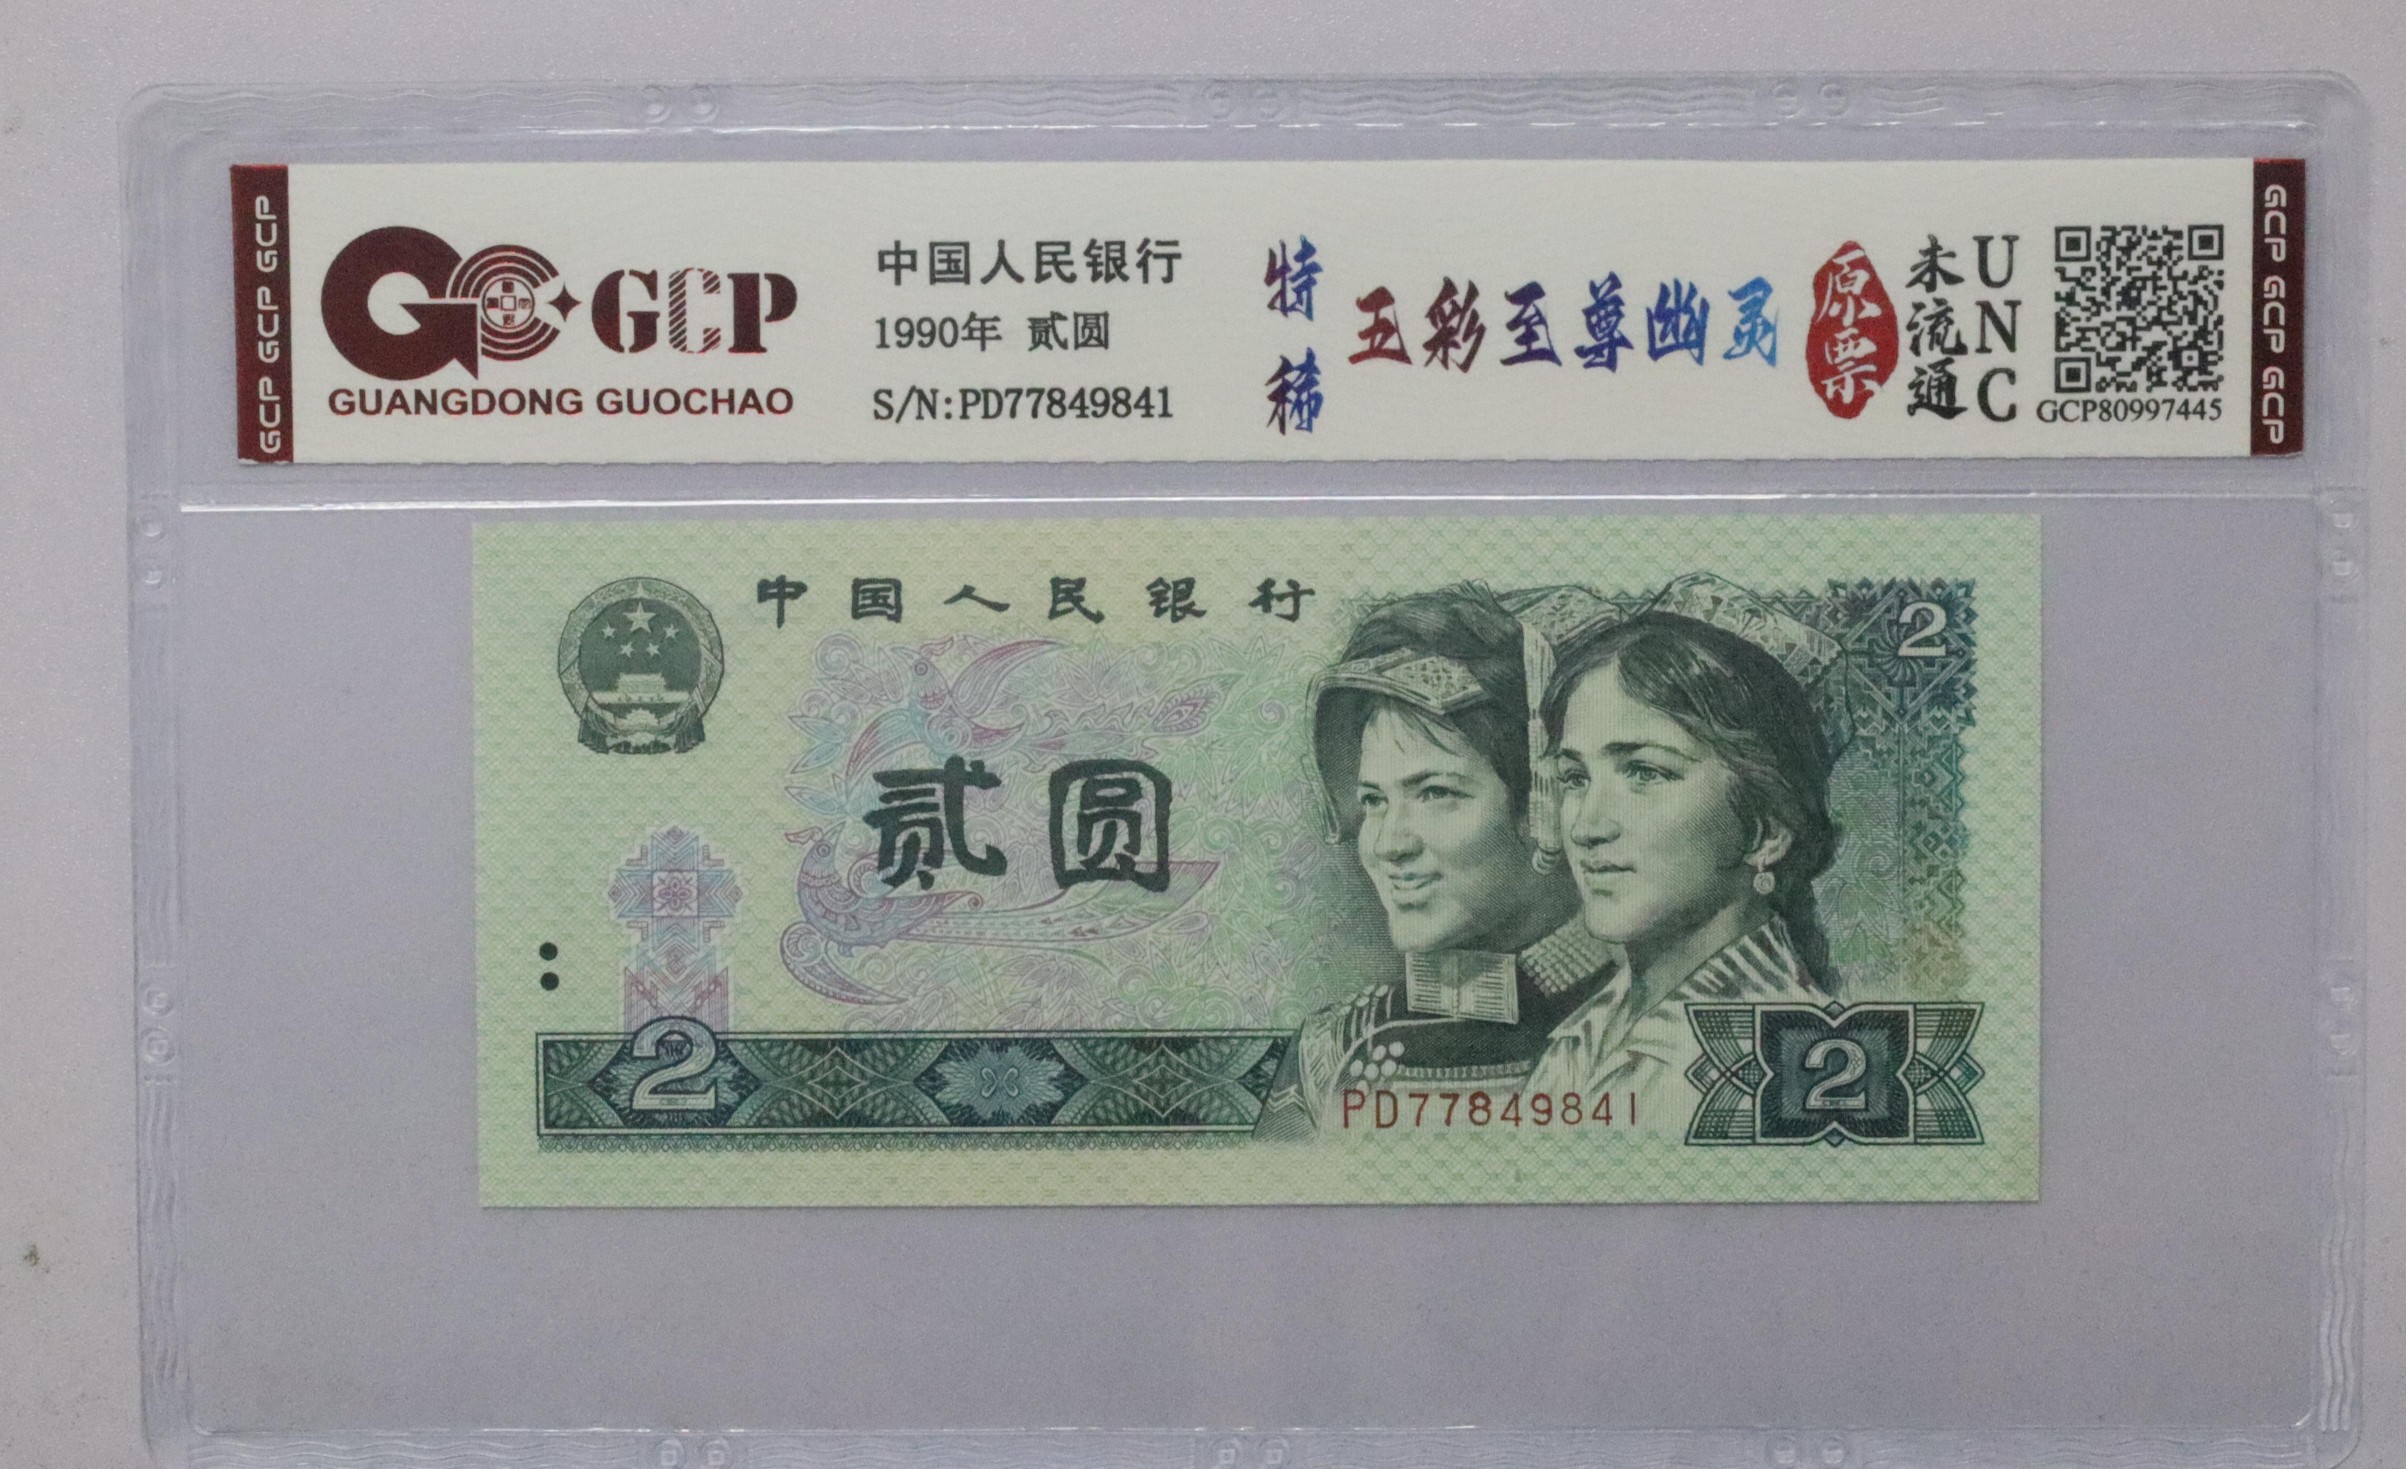 GCP GCP GCP
GCP
GUANGDONG GUOCHAO
中国人民银行
1990年 贰圆
S/N:PD77849841
特稀
五彩至尊幽灵
原票
未流通
UNC
GCP80997445
GCP GCP GCP
中国人民银行
2
贰圆
2
PD77849841
2